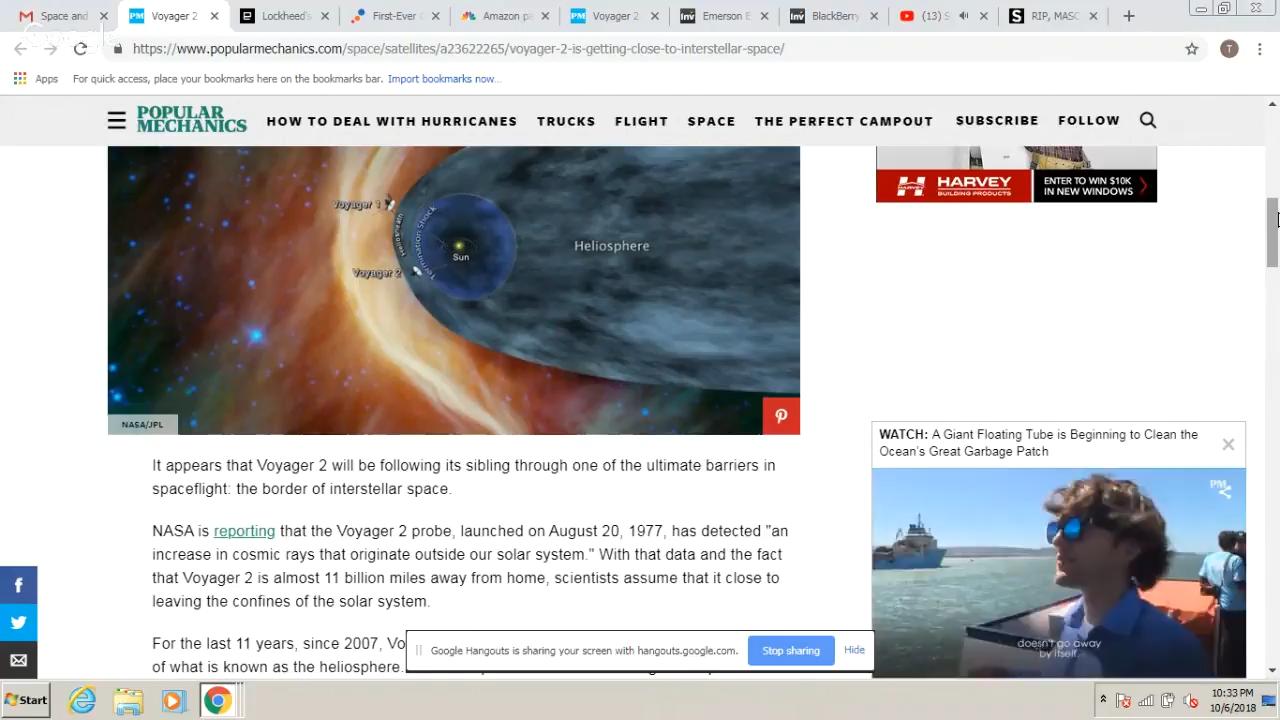 Space and
Voyager 2
Lockheed's
First-Ever
Amazon pa
Voyager 2
Emerson E
BlackBerry
(13) S
RIP, MASC
https://www.popularmechanics.com/space/satellites/a23622265/voyager-2-is-getting-close-to-interstellar-space/
T
Apps For quick access, place your bookmarks here on the bookmarks bar. Import bookmarks now...
POPULAR
MECHANICS
HOW TO DEAL WITH HURRICANES TRUCKS FLIGHT SPACE THE PERFECT CAMPOUT SUBSCRIBE FOLLOW
HARVEY
BUILDING PRODUCTS
ENTER TO WIN $10K
IN NEW WINDOWS
Voyager 1
Heliosheath
Termination Shock
Sun
Heliosphere
Voyager 2
NASA/JPL
It appears that Voyager 2 will be following its sibling through one of the ultimate barriers in
spaceflight: the border of interstellar space.
NASA is reporting that the Voyager 2 probe, launched on August 20, 1977, has detected "an
increase in cosmic rays that originate outside our solar system." With that data and the fact
that Voyager 2 is almost 11 billion miles away from home, scientists assume that it close to
leaving the confines of the solar system.
For the last 11 years, since 2007, Vo
of what is known as the heliosphere.
WATCH: A Giant Floating Tube is Beginning to Clean the
Ocean's Great Garbage Patch
PM
doesn't go away
by itself.
Google Hangouts is sharing your screen with hangouts.google.com.
Stop sharing
Hide
Start
10:33 PM
10/6/2018